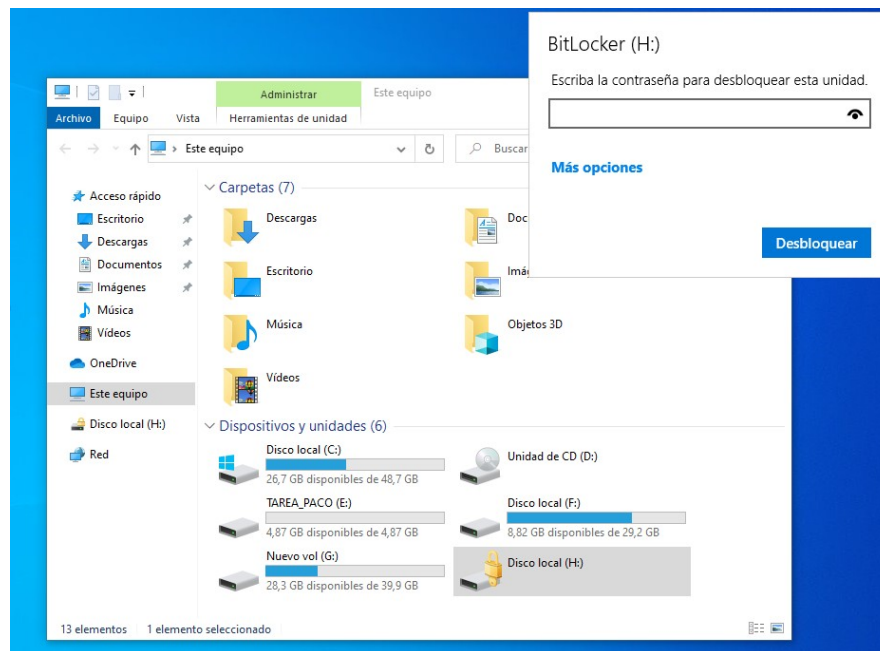 Administrar
Este equipo
Archivo
Equipo
Vista
Herramientas de unidad
Este equipo
Buscar
Acceso rápido
Escritorio
Descargas
Documentos
Imágenes
Música
Vídeos
OneDrive
Este equipo
Disco local (H:)
Red
Carpetas (7)
Descargas
Doc
Escritorio
Imá
Música
Objetos 3D
Vídeos
Dispositivos y unidades (6)
Disco local (C:)
26,7 GB disponibles de 48,7 GB
Unidad de CD (D:)
TAREA_PACO (E:)
4,87 GB disponibles de 4,87 GB
Disco local (F:)
8,82 GB disponibles de 29,2 GB
Nuevo vol (G:)
28,3 GB disponibles de 39,9 GB
Disco local (H:)
13 elementos
1 elemento seleccionado
BitLocker (H:)
Escriba la contraseña para desbloquear esta unidad.
Más opciones
Desbloquear